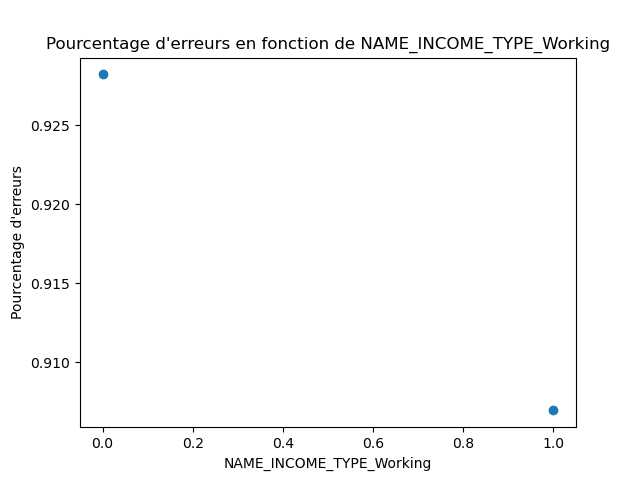 Pourcentage d'erreurs en fonction de NAME_INCOME_TYPE_Working
Pourcentage d'erreurs
0.925
0.920
0.915
0.910
0.0 0.2 0.4 0.6 0.8 1.0
NAME_INCOME_TYPE_Working